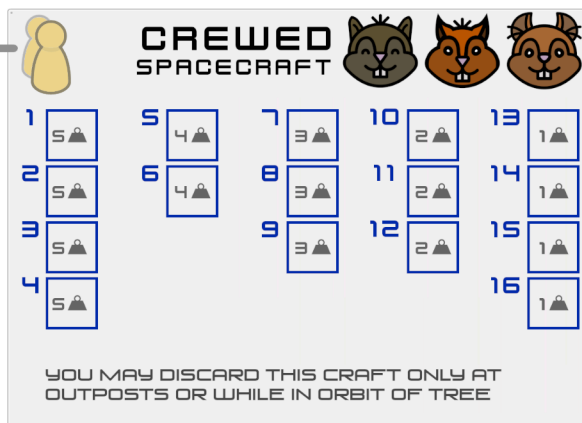 CREWED
SPACECRAFT
1 5 5 4 7 3 10 2 13 1
2 5 6 4 8 3 11 2 14 1
3 5 9 3 12 2 15 1
4 5 16 1
YOU MAY DISCARD THIS CRAFT ONLY AT
OUTPOSTS OR WHILE IN ORBIT OF TREE